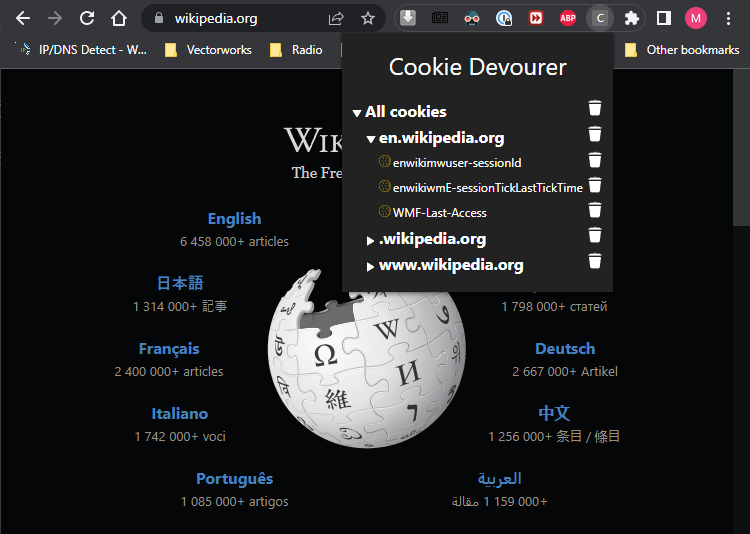 wikipedia.org
ABP
C
M
IP/DNS Detect - W...
Vectorworks
Radio
Other bookmarks
Cookie Devourer
All cookies
en.wikipedia.org
enwikimwuser-sessionId
enwikiwmE-sessionTickLastTickTime
WMF-Last-Access
.wikipedia.org
www.wikipedia.org
The Fre
English
6 458 000+ articles
日本語
1 314 000+ 記事
1 798 000+ статей
Français
2 400 000+ articles
Deutsch
2 667 000+ Artikel
Italiano
1 742 000+ voci
中文
1 256 000+ 条目 / 條目
Português
1 085 000+ artigos
العربية
1 159 000+ مقالة
Ω
W
И
維